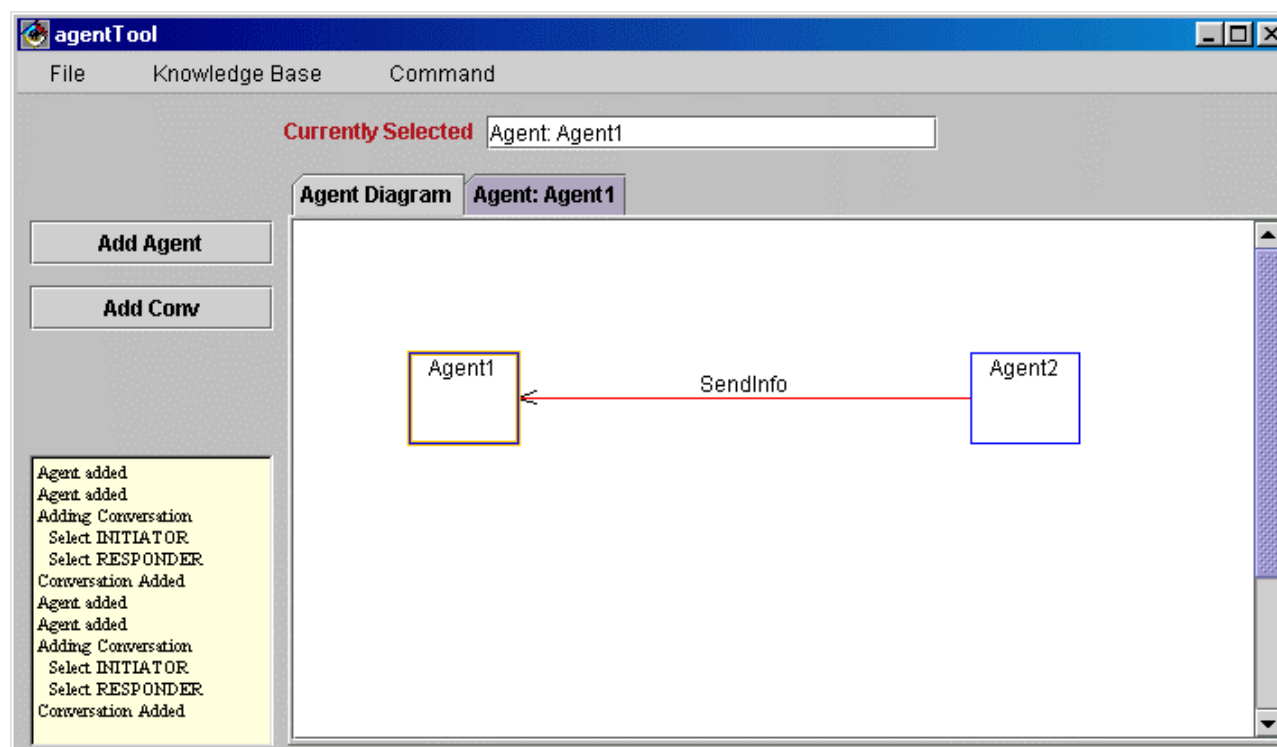 agentTool
File Knowledge Base Command
Currently Selected Agent: Agent1
Agent Diagram Agent: Agent1
Add Agent
Add Conv
Agent1
SendInfo
Agent2
Agent added
Agent added
Adding Conversation
Select INITIATOR
Select RESPONDER
Conversation Added
Agent added
Agent added
Adding Conversation
Select INITIATOR
Select RESPONDER
Conversation Added